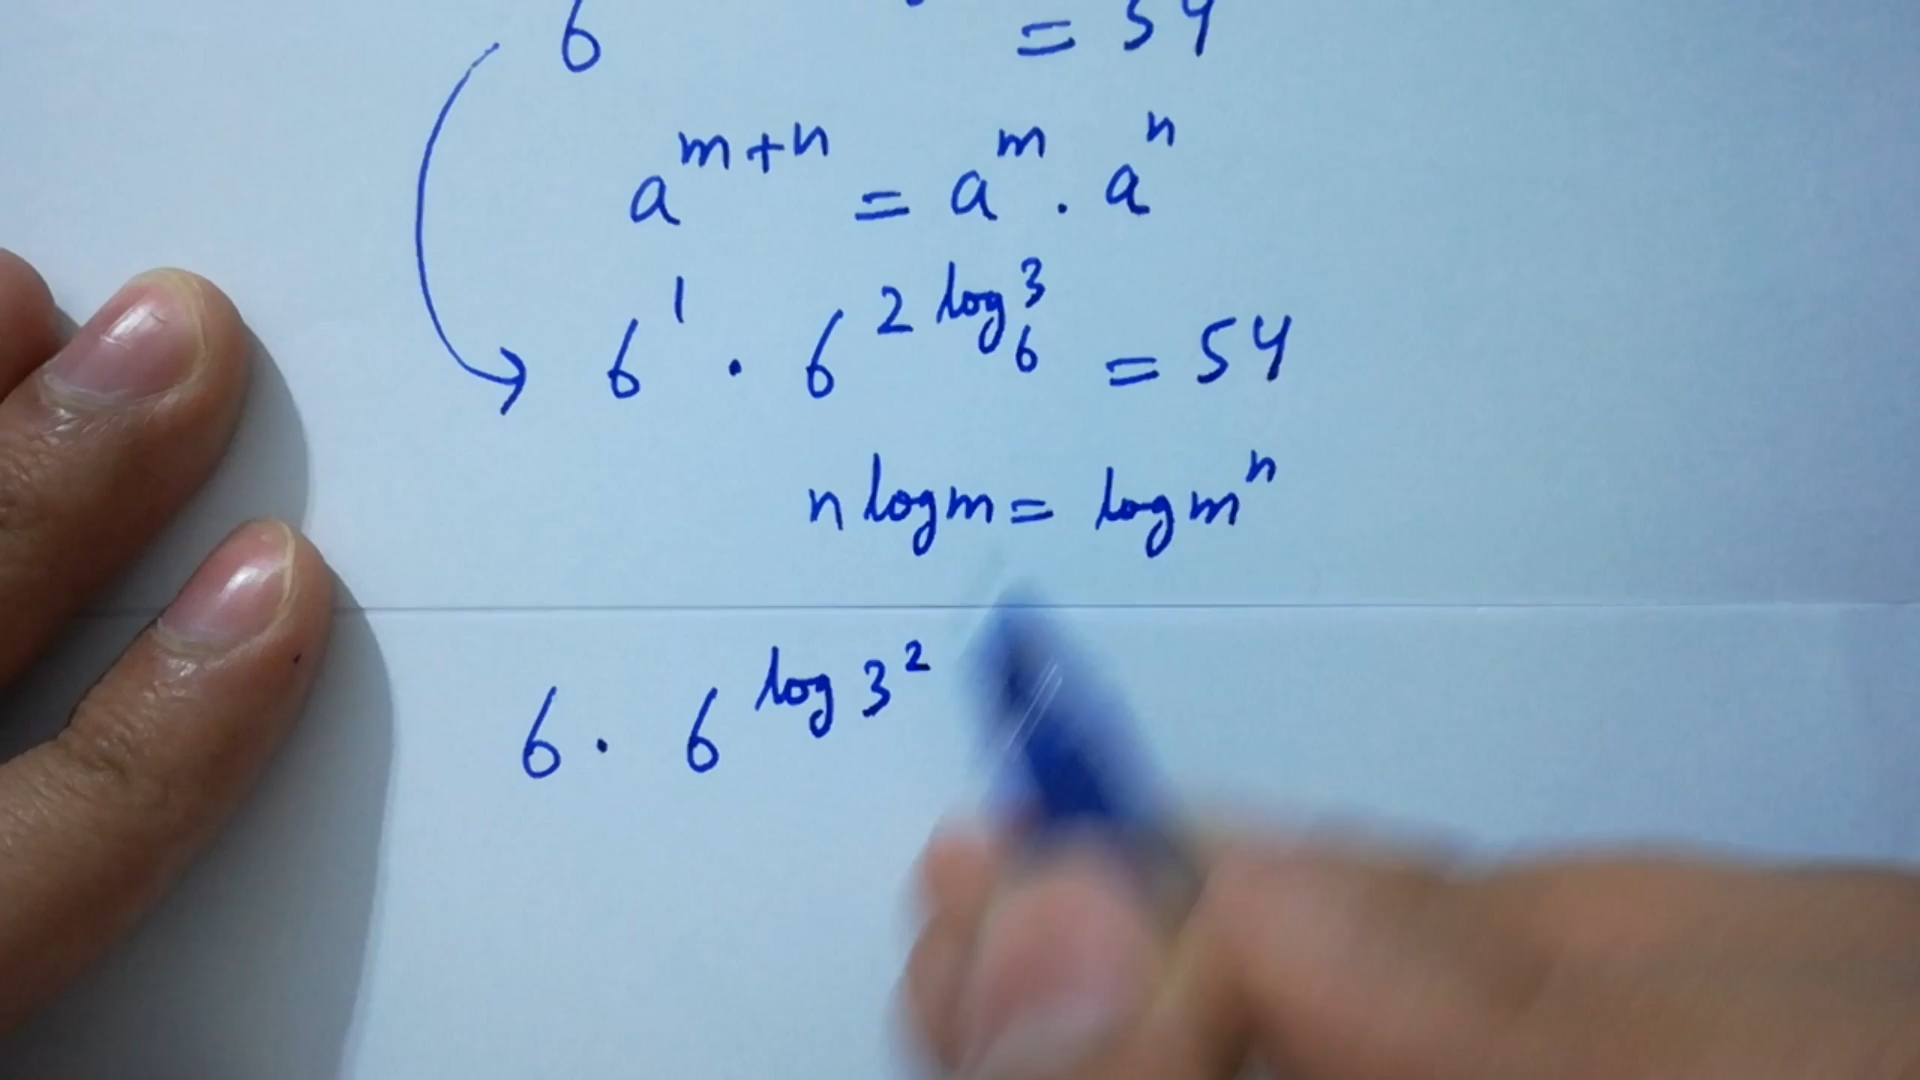 6 = 54
a^{m+n} = a^m . a^n
6^1 . 6^{2 log_6 3} = 54
n log m = log m^n
6 . 6^{log 3^2}